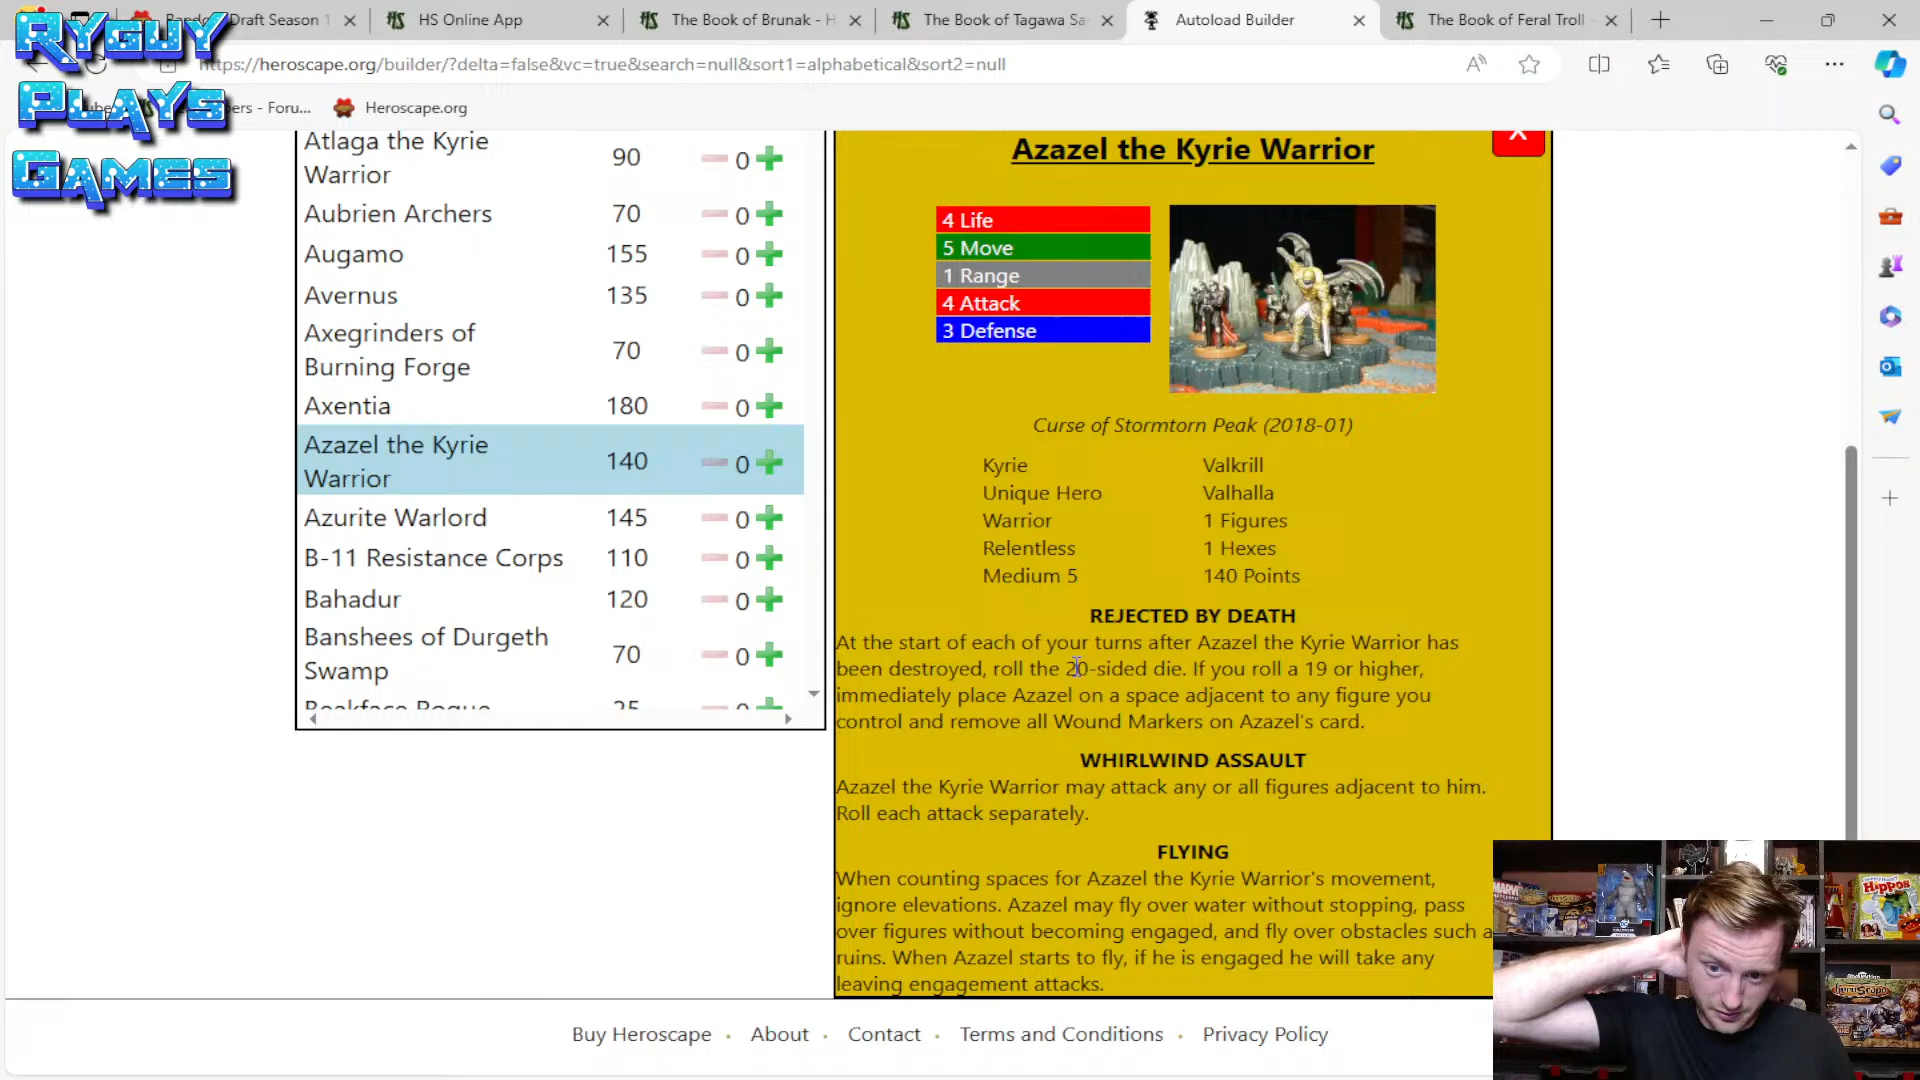 RyGuy
Plays
Games
Draft Season 1
HS Online App
The Book of Brunak - H
The Book of Tagawa Sa
Autoload Builder
The Book of Feral Troll
https://heroscape.org/builder/?delta=false&vc=true&search=null&sort1=alphabetical&sort2=null
ers - Foru...
Heroscape.org
Atlaga the Kyrie
Warrior
90
0
Aubrien Archers 70 0
Augamo 155 0
Avernus 135 0
Axegrinders of
Burning Forge
70
0
Axentia 180 0
Azazel the Kyrie
Warrior
140
0
Azurite Warlord 145 0
B-11 Resistance Corps 110 0
Bahadur 120 0
Banshees of Durgeth
Swamp
70
0
Azazel the Kyrie Warrior
X
4 Life
5 Move
1 Range
4 Attack
3 Defense
Curse of Stormtorn Peak (2018-01)
Kyrie Valkrill
Unique Hero Valhalla
Warrior 1 Figures
Relentless 1 Hexes
Medium 5 140 Points
REJECTED BY DEATH
At the start of each of your turns after Azazel the Kyrie Warrior has
been destroyed, roll the 20-sided die. If you roll a 19 or higher,
immediately place Azazel on a space adjacent to any figure you
control and remove all Wound Markers on Azazel's card.
WHIRLWIND ASSAULT
Azazel the Kyrie Warrior may attack any or all figures adjacent to him.
Roll each attack separately.
FLYING
When counting spaces for Azazel the Kyrie Warrior's movement,
ignore elevations. Azazel may fly over water without stopping, pass
over figures without becoming engaged, and fly over obstacles such a
ruins. When Azazel starts to fly, if he is engaged he will take any
leaving engagement attacks.
Buy Heroscape • About • Contact • Terms and Conditions • Privacy Policy
Hippos
heroscape